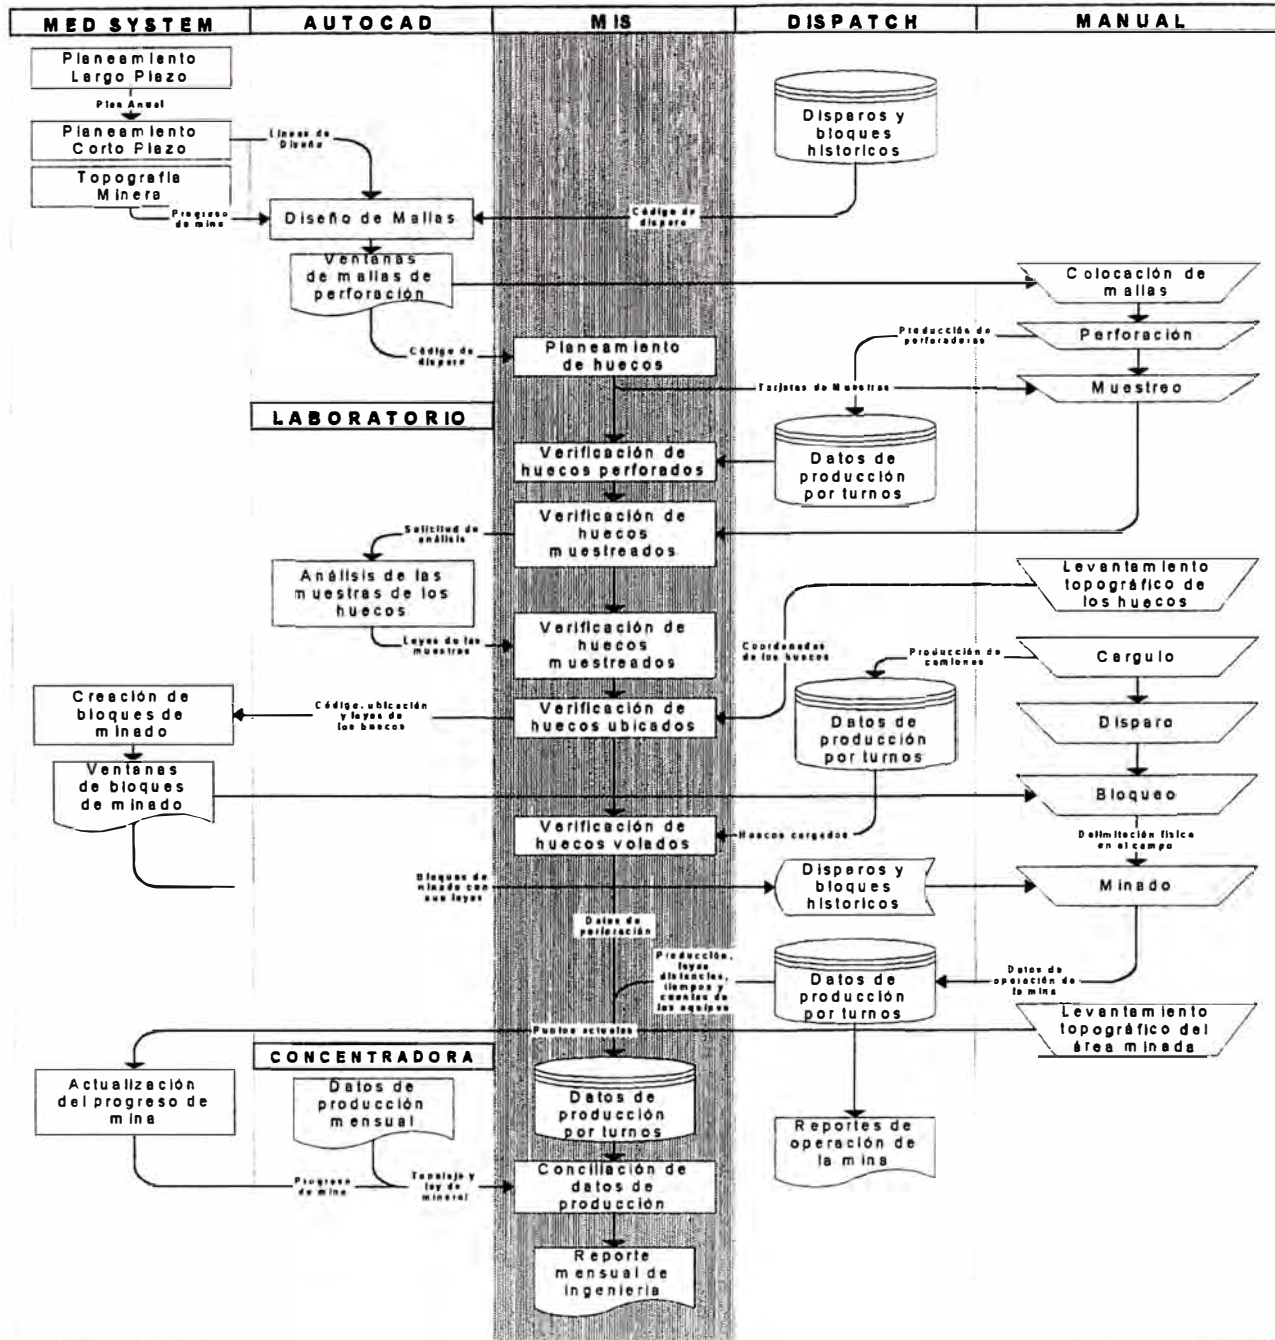 MED SYSTEM
AUTOCAD
MIS
DISPATCH
MANUAL
Planeamiento
Largo Plazo
Plan Anual
Planeamiento
Corto Plazo
Líneas de
Diseño
Topografía
Minera
Progreso
de mina
Diseño de Mallas
Código de
disparo
Disparos y
bloques
historicos
Ventanas
de mallas de
perforación
Colocación de
mallas
Código de
disparo
Planeamiento
de huecos
Producción de
perforadoras
Perforación
Tarjetas de Muestras
Muestreo
LABORATORIO
Verificación de
huecos perforados
Datos de
producción
por turnos
Solicitud de
análisis
Verificación de
huecos
muestreados
Análisis de las
muestras de los
huecos
Levantamiento
topográfico de
los huecos
Leyes de las
muestras
Verificación de
huecos
muestreados
Coordenadas
de los huecos
Producción de
camiones
Cargulo
Creación de
bloques de
minado
Código, ubicación
y leyes de
los huecos
Verificación de
huecos ubicados
Datos de
producción
por turnos
Disparo
Ventanas
de bloques
de minado
Bloqueo
Verificación de
huecos volados
Huecos cargados
Delimitación física
en el campo
Bloques de
minado con
sus leyes
Disparos y
bloques
historicos
Minado
Datos de
perforación
Producción,
leyes
distancias,
tiempos y
cuentas de
los equipos
Datos de
producción
por turnos
Datos de
operación de
la mina
Puntos actuales
Levantamiento
topográfico del
área minada
CONCENTRADORA
Actualización
del progreso de
mina
Datos de
producción
mensual
Datos de
producción
por turnos
Reportes de
operación de
la mina
Progreso
de mina
Tonelaje y
ley de
mineral
Conciliación de
datos de
producción
Reporte
mensual de
ingeniería